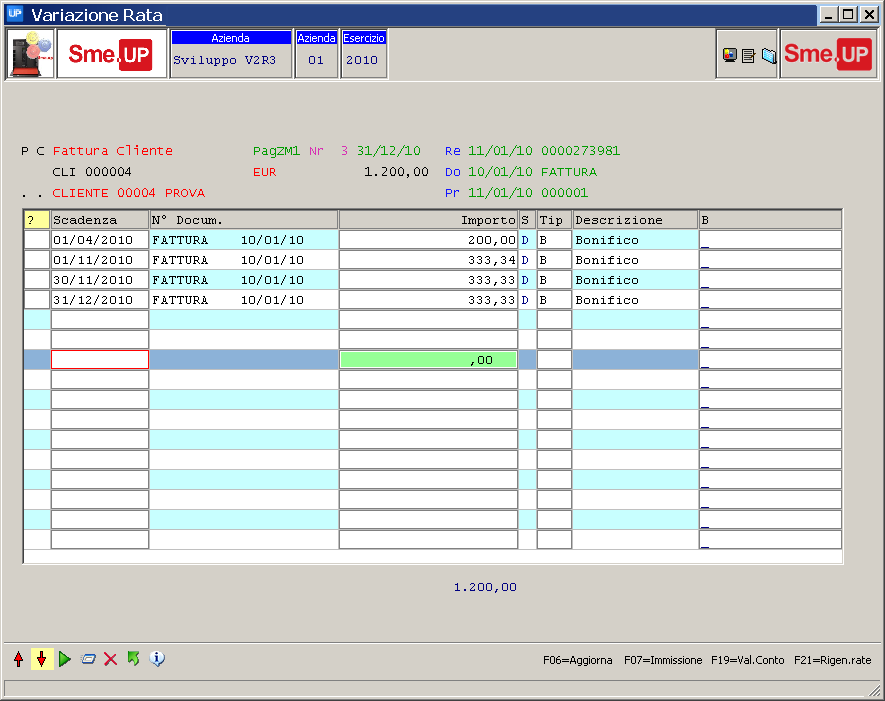 UP Variazione Rata
Sme.UP Azienda Azienda Esercizio Sme.UP
Sviluppo V2R3 01 2010
P C Fattura Cliente PagZM1 Nr 3 31/12/10 Re 11/01/10 0000273981
CLI 000004 EUR 1.200,00 Do 10/01/10 FATTURA
. . CLIENTE 00004 PROVA Pr 11/01/10 000001
? Scadenza N° Docum. Importo S Tip Descrizione B
01/04/2010 FATTURA 10/01/10 200,00 D B Bonifico _
01/11/2010 FATTURA 10/01/10 333,34 D B Bonifico _
30/11/2010 FATTURA 10/01/10 333,33 D B Bonifico _
31/12/2010 FATTURA 10/01/10 333,33 D B Bonifico _
_
_
,00 _
_
_
_
_
_
_
_
_
_
1.200,00
F06=Aggiorna F07=Immissione F19=Val.Conto F21=Rigen.rate